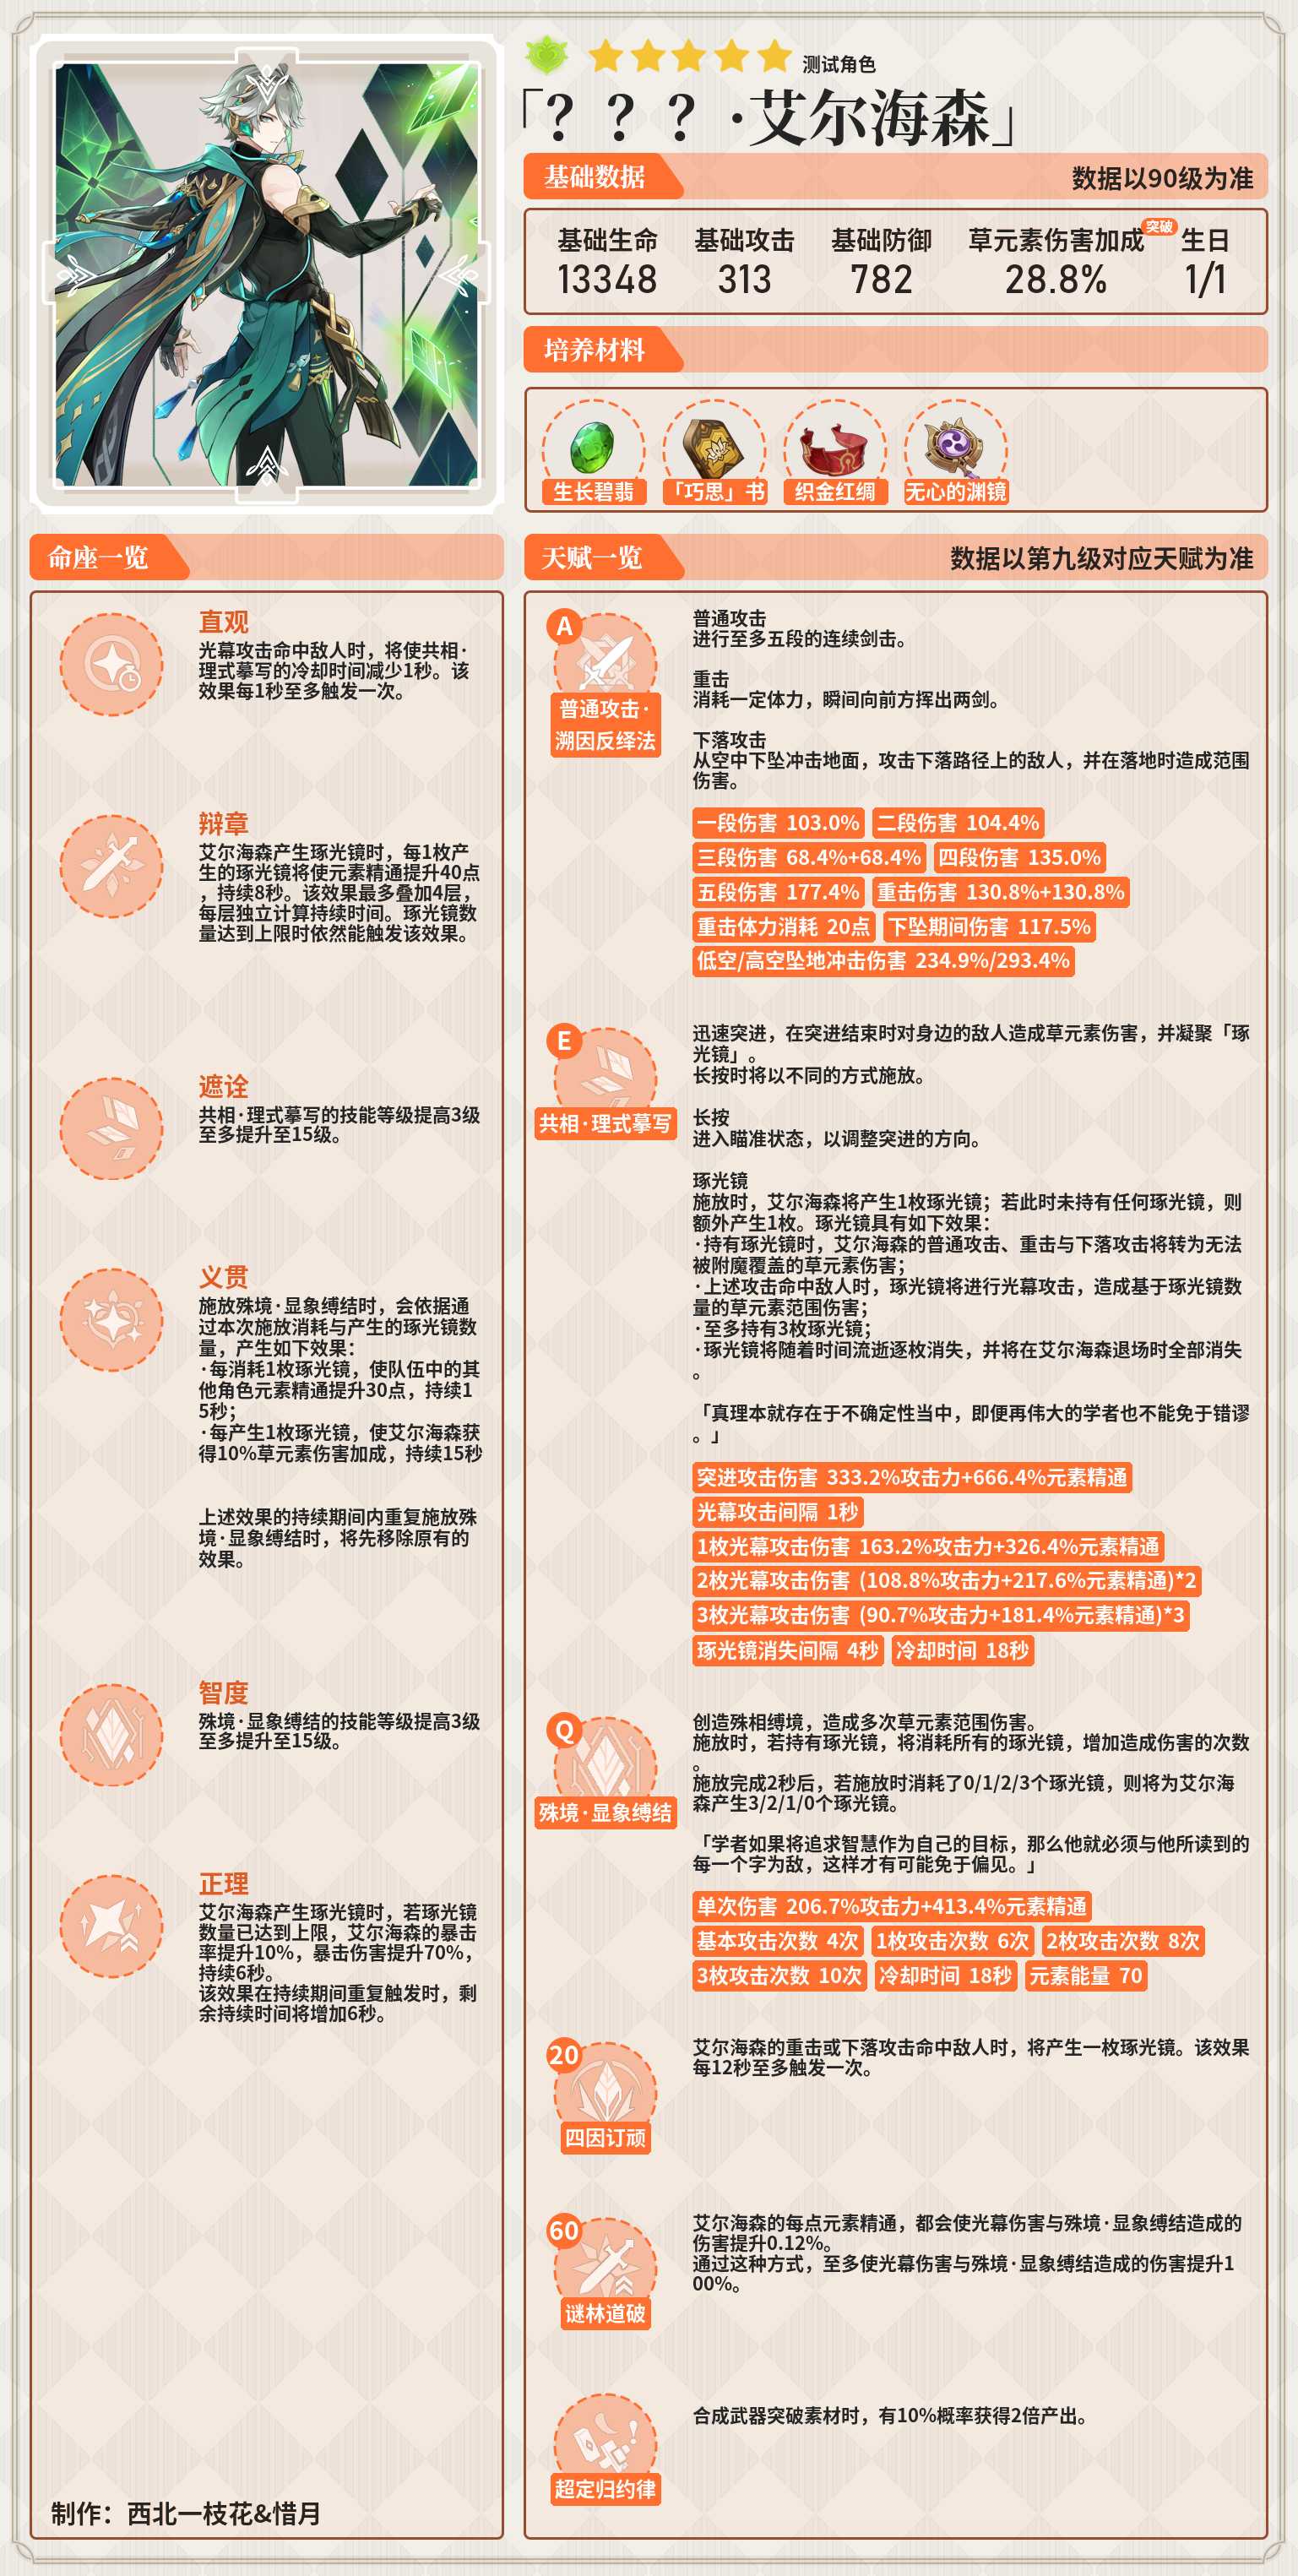 测试角色
「？？？·艾尔海森」
基础数据
数据以90级为准
基础生命
基础攻击
基础防御
草元素伤害加成
突破
生日
13348
313
782
28.8%
1/1
培养材料
生长碧翡
「巧思」书
织金红绸
无心的渊镜
命座一览
直观
光幕攻击命中敌人时，将使共相·
理式摹写的冷却时间减少1秒。该
效果每1秒至多触发一次。
辩章
艾尔海森产生琢光镜时，每1枚产
生的琢光镜将使元素精通提升40点
，持续8秒。该效果最多叠加4层，
每层独立计算持续时间。琢光镜数
量达到上限时依然能触发该效果。
遮诠
共相·理式摹写的技能等级提高3级
至多提升至15级。
义贯
施放殊境·显象缚结时，会依据通
过本次施放消耗与产生的琢光镜数
量，产生如下效果：
·每消耗1枚琢光镜，使队伍中的其
他角色元素精通提升30点，持续1
5秒；
·每产生1枚琢光镜，使艾尔海森获
得10%草元素伤害加成，持续15秒
上述效果的持续期间内重复施放殊
境·显象缚结时，将先移除原有的
效果。
智度
殊境·显象缚结的技能等级提高3级
至多提升至15级。
正理
艾尔海森产生琢光镜时，若琢光镜
数量已达到上限，艾尔海森的暴击
率提升10%，暴击伤害提升70%，
持续6秒。
该效果在持续期间重复触发时，剩
余持续时间将增加6秒。
制作：西北一枝花&惜月
天赋一览
数据以第九级对应天赋为准
A
普通攻击·
溯因反绎法
普通攻击
进行至多五段的连续剑击。
重击
消耗一定体力，瞬间向前方挥出两剑。
下落攻击
从空中下坠冲击地面，攻击下落路径上的敌人，并在落地时造成范围
伤害。
一段伤害 103.0% 二段伤害 104.4%
三段伤害 68.4%+68.4% 四段伤害 135.0%
五段伤害 177.4% 重击伤害 130.8%+130.8%
重击体力消耗 20点 下坠期间伤害 117.5%
低空/高空坠地冲击伤害 234.9%/293.4%
E
共相·理式摹写
迅速突进，在突进结束时对身边的敌人造成草元素伤害，并凝聚「琢
光镜」。
长按时将以不同的方式施放。
长按
进入瞄准状态，以调整突进的方向。
琢光镜
施放时，艾尔海森将产生1枚琢光镜；若此时未持有任何琢光镜，则
额外产生1枚。琢光镜具有如下效果：
·持有琢光镜时，艾尔海森的普通攻击、重击与下落攻击将转为无法
被附魔覆盖的草元素伤害；
·上述攻击命中敌人时，琢光镜将进行光幕攻击，造成基于琢光镜数
量的草元素范围伤害；
·至多持有3枚琢光镜；
·琢光镜将随着时间流逝逐枚消失，并将在艾尔海森退场时全部消失
。
「真理本就存在于不确定性当中，即便再伟大的学者也不能免于错谬
。」
突进攻击伤害 333.2%攻击力+666.4%元素精通
光幕攻击间隔 1秒
1枚光幕攻击伤害 163.2%攻击力+326.4%元素精通
2枚光幕攻击伤害 (108.8%攻击力+217.6%元素精通)*2
3枚光幕攻击伤害 (90.7%攻击力+181.4%元素精通)*3
琢光镜消失间隔 4秒 冷却时间 18秒
Q
殊境·显象缚结
创造殊相缚境，造成多次草元素范围伤害。
施放时，若持有琢光镜，将消耗所有的琢光镜，增加造成伤害的次数
。
施放完成2秒后，若施放时消耗了0/1/2/3个琢光镜，则将为艾尔海
森产生3/2/1/0个琢光镜。
「学者如果将追求智慧作为自己的目标，那么他就必须与他所读到的
每一个字为敌，这样才有可能免于偏见。」
单次伤害 206.7%攻击力+413.4%元素精通
基本攻击次数 4次 1枚攻击次数 6次 2枚攻击次数 8次
3枚攻击次数 10次 冷却时间 18秒 元素能量 70
20
四因订顽
艾尔海森的重击或下落攻击命中敌人时，将产生一枚琢光镜。该效果
每12秒至多触发一次。
60
谜林道破
艾尔海森的每点元素精通，都会使光幕伤害与殊境·显象缚结造成的
伤害提升0.12%。
通过这种方式，至多使光幕伤害与殊境·显象缚结造成的伤害提升1
00%。
超定归约律
合成武器突破素材时，有10%概率获得2倍产出。